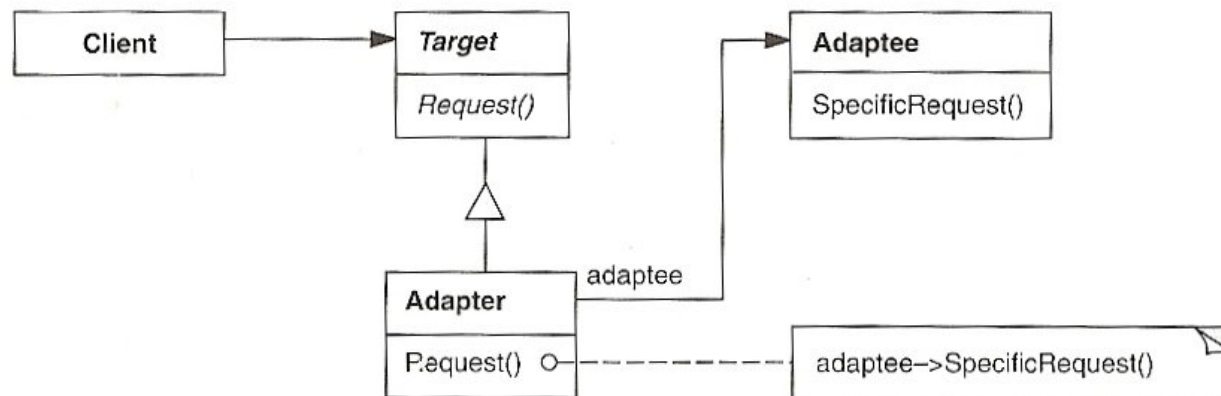 Client
Target
Request()
Adaptee
SpecificRequest()
adaptee
Adapter
Request()
adaptee->SpecificRequest()